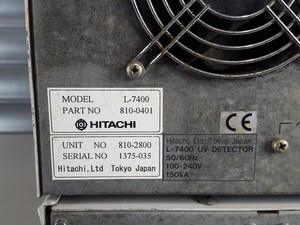 MODEL L-7400
PART NO 810-0401
HITACHI
UNIT NO 810-2800
SERIAL NO 1375-035
Hitachi,Ltd Tokyo Japan
CE
Hitachi, Ltd. Tokyo Japan
L-7400 UV DETECTOR
50/60Hz
100-240V~
150VA